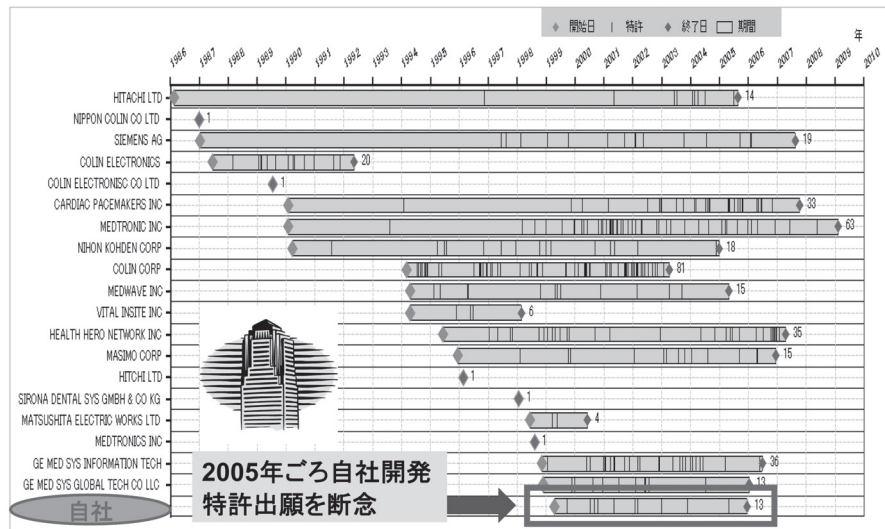 開始日 特許 終了日 期間
年
1986 1987 1988 1989 1990 1991 1992 1993 1994 1995 1996 1997 1998 1999 2000 2001 2002 2003 2004 2005 2006 2007 2008 2009 2010
HITACHI LTD 14
NIPPON COLIN CO LTD 1
SIEMENS AG 19
COLIN ELECTRONICS 20
COLIN ELECTRONISC CO LTD 1
CARDIAC PACEMAKERS INC 33
MEDTRONIC INC 63
NIHON KOHDEN CORP 18
COLIN CORP 81
MEDWAVE INC 15
VITAL INSITE INC 6
HEALTH HERO NETWORK INC 35
MASIMO CORP 15
HITCHI LTD 1
SIRONA DENTAL SYS GMBH & CO KG 1
MATSUSHITA ELECTRIC WORKS LTD 4
MEDTRONICS INC 1
GE MED SYS INFORMATION TECH 36
GE MED SYS GLOBAL TECH CO LLC 13
自社 13
2005年ごろ自社開発
特許出願を断念